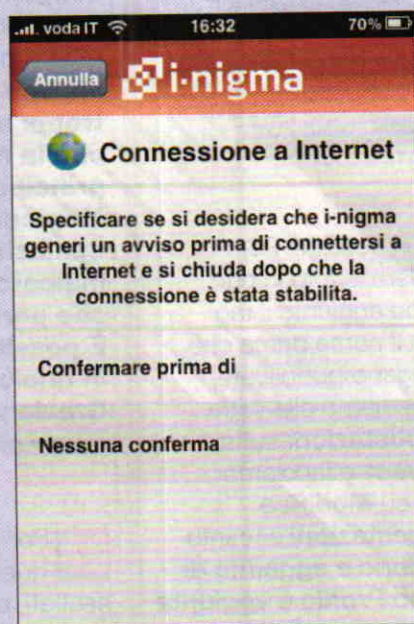 voda IT 16:32 70%
Annulla i-nigma
Connessione a Internet
Specificare se si desidera che i-nigma
generi un avviso prima di connettersi a
Internet e si chiuda dopo che la
connessione è stata stabilita.
Confermare prima di
Nessuna conferma